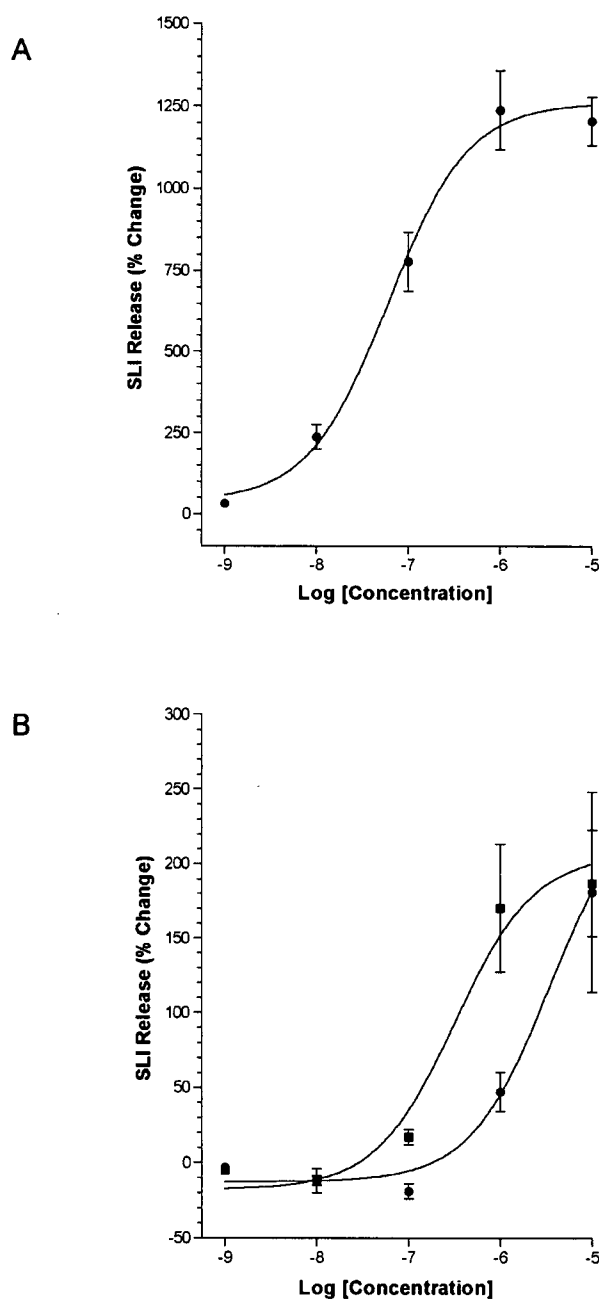 A
SLI Release (% Change)
1500
1250
1000
750
500
250
0
-9 -8 -7 -6 -5
Log [Concentration]
B
SLI Release (% Change)
300
250
200
150
100
50
0
-50
-9 -8 -7 -6 -5
Log [Concentration]